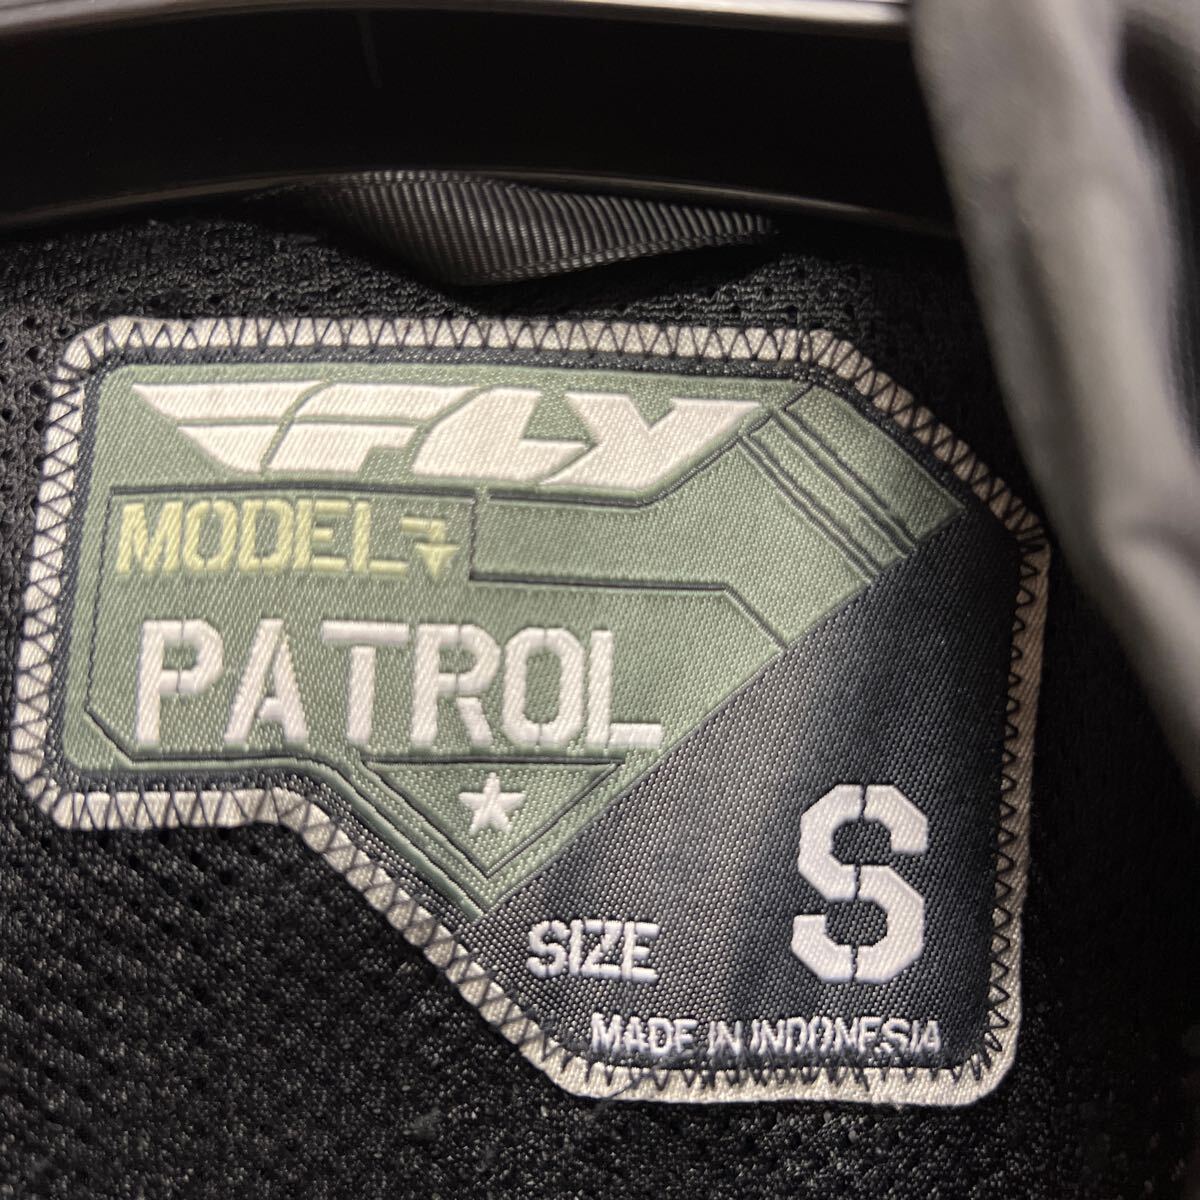 FLY
MODEL
PATROL
S
SIZE
MADE IN INDONESIA